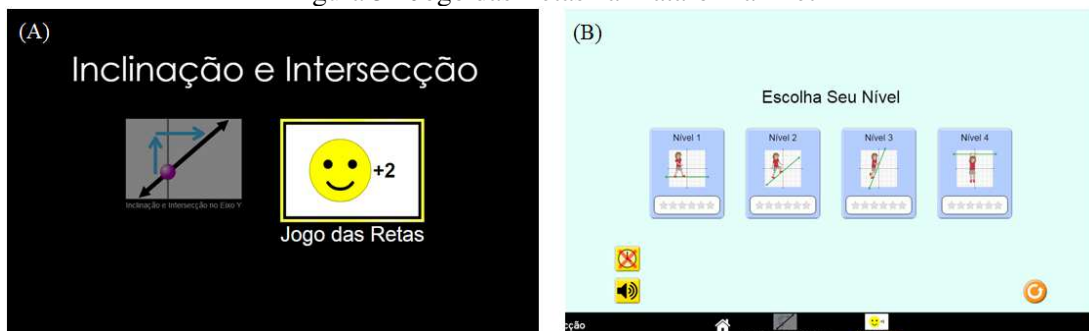 (A)
Inclinação e Intersecção
Inclinação e Intersecção no Eixo Y
+2
Jogo das Retas
(B)
Escolha Seu Nível
Nível 1
Nível 2
Nível 3
Nível 4
cção